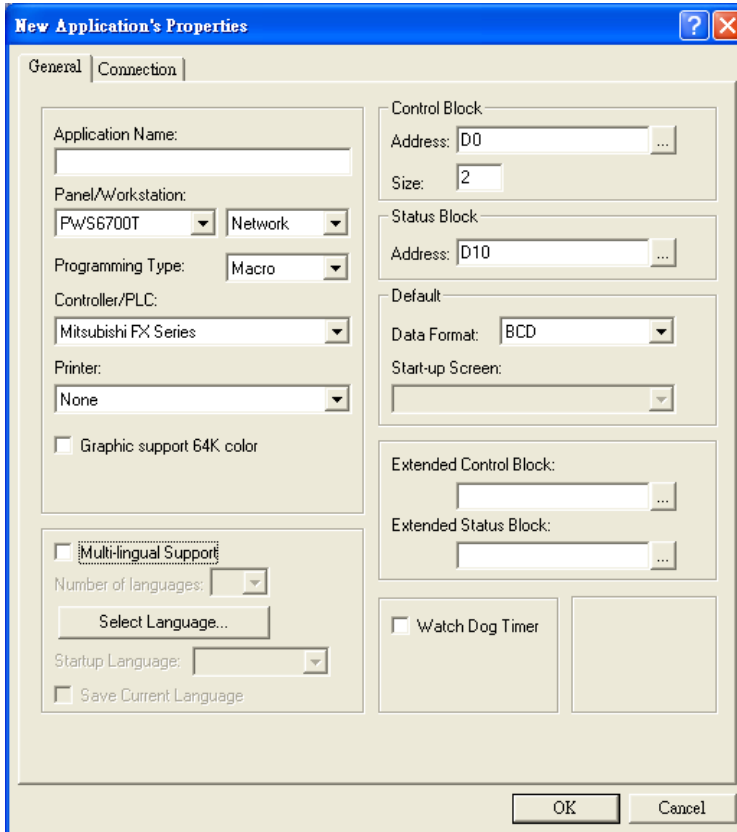 New Application's Properties
General
Connection
Application Name:
Panel/Workstation:
PWS6700T
Network
Programming Type:
Macro
Controller/PLC:
Mitsubishi FX Series
Printer:
None
Graphic support 64K color
Multi-lingual Support
Number of languages:
Select Language...
Startup Language:
Save Current Language
Control Block
Address: D0 ...
Size: 2
Status Block
Address: D10 ...
Default
Data Format: BCD
Start-up Screen:
Extended Control Block:
...
Extended Status Block:
...
Watch Dog Timer
OK
Cancel